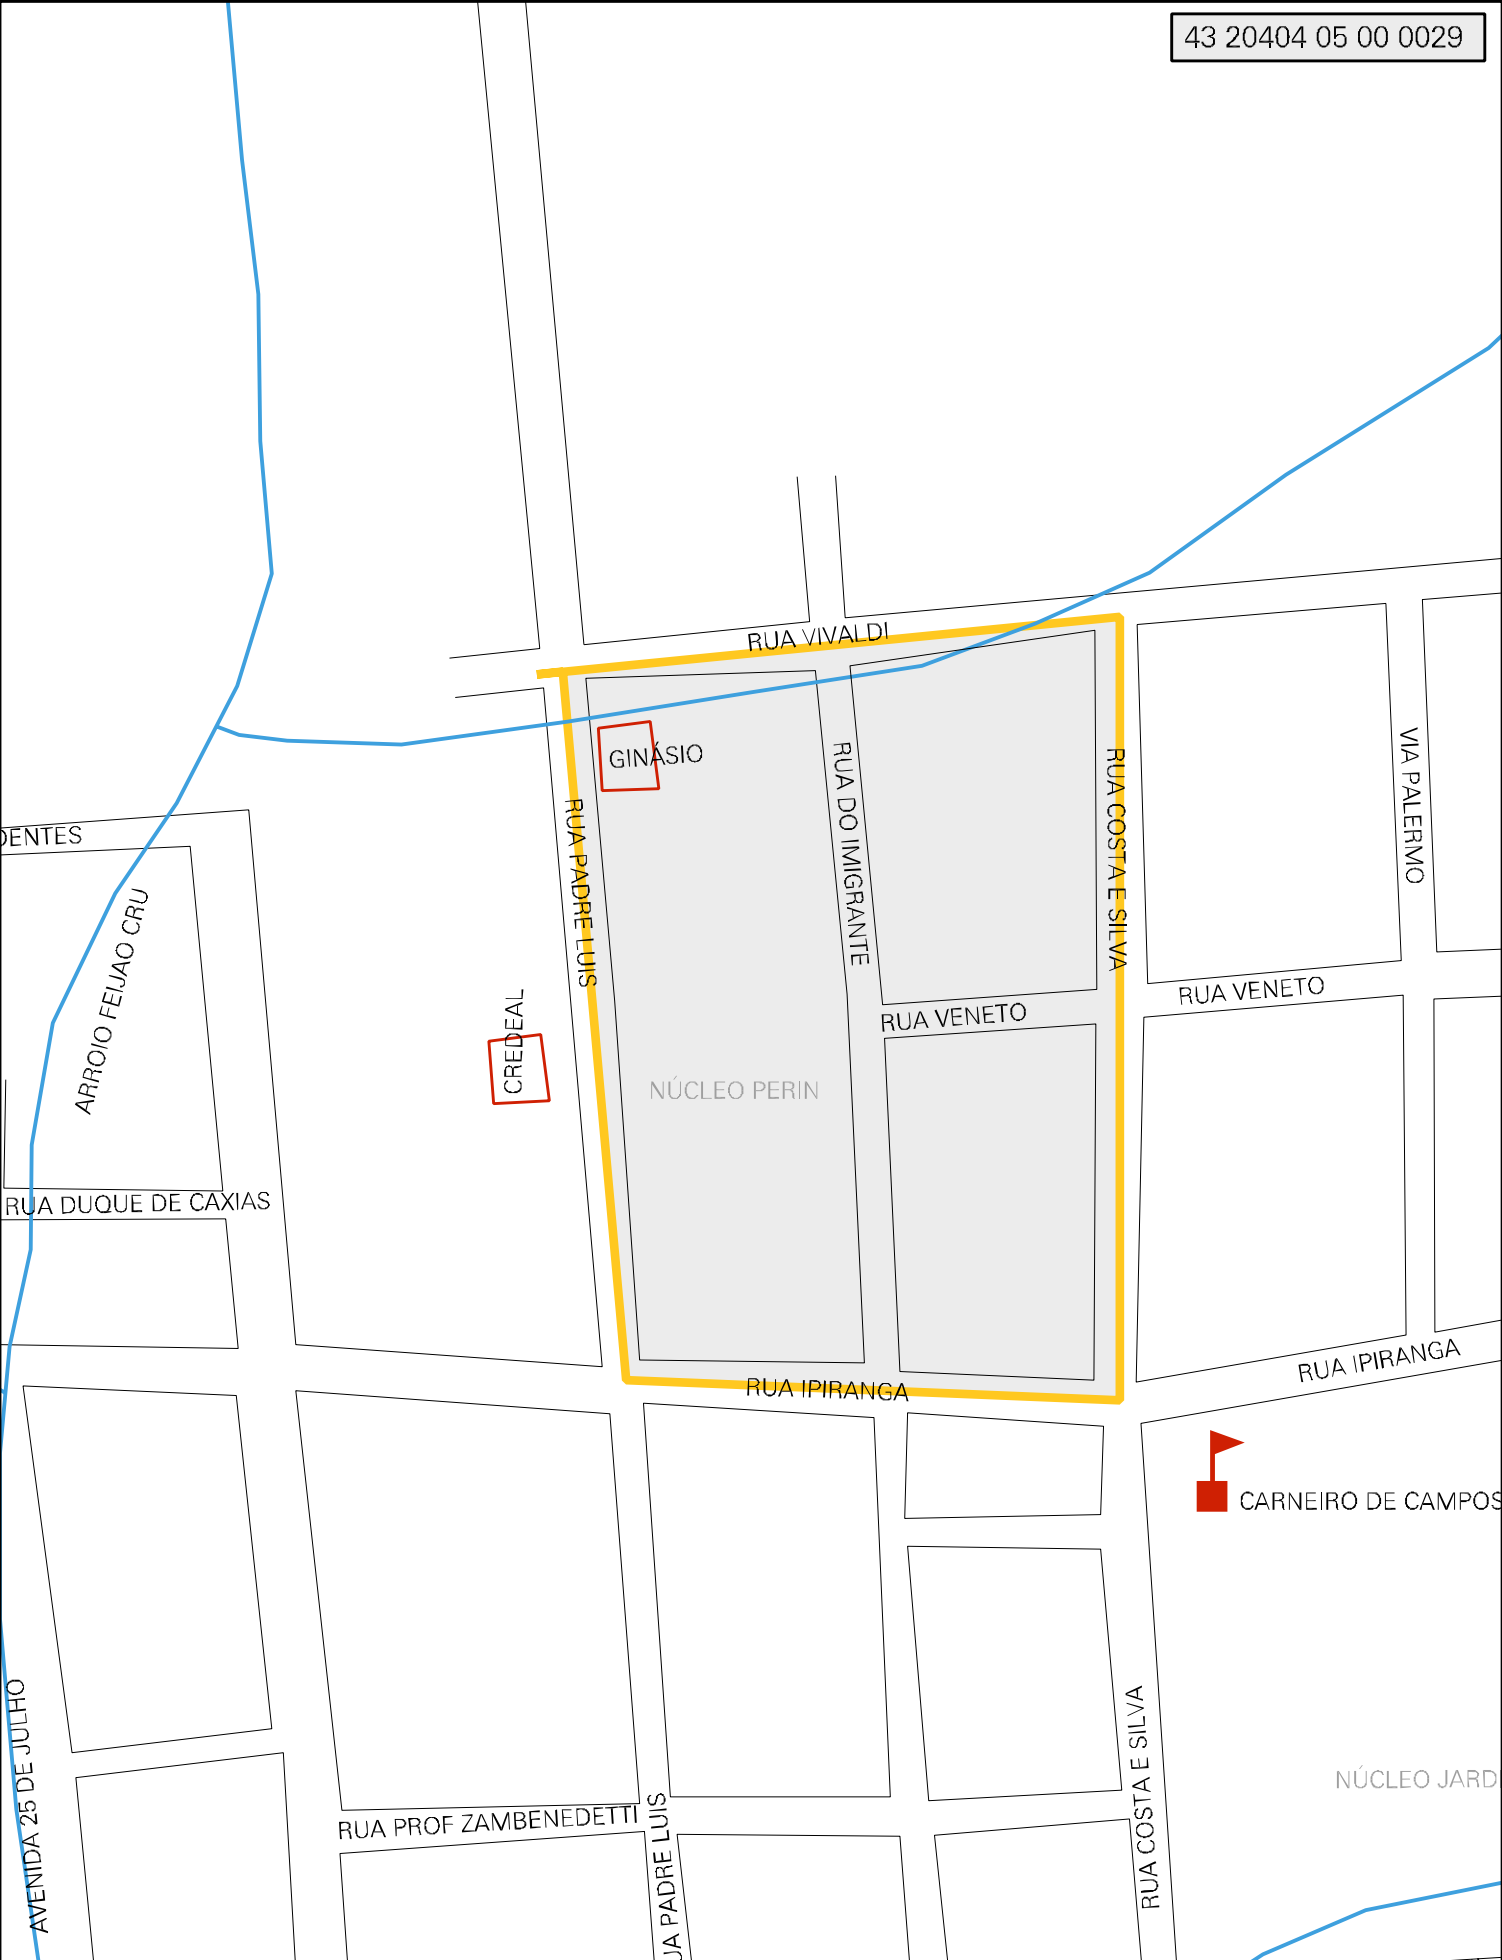 43 20404 05 00 0029
RUA VIVALDI
GINÁSIO
RUA DO IMIGRANTE
RUA COSTA E SILVA
VIA PALERMO
RUA PADRE LUIS
DENTES
ARROIO FEIJAO CRU
CREDEAL
RUA VENETO
RUA VENETO
NÚCLEO PERIN
RUA DUQUE DE CAXIAS
RUA IPIRANGA
RUA IPIRANGA
CARNEIRO DE CAMPOS
AVENIDA 25 DE JULHO
RUA COSTA E SILVA
NÚCLEO JARDI
RUA PROF ZAMBENEDETTI
UA PADRE LUIS